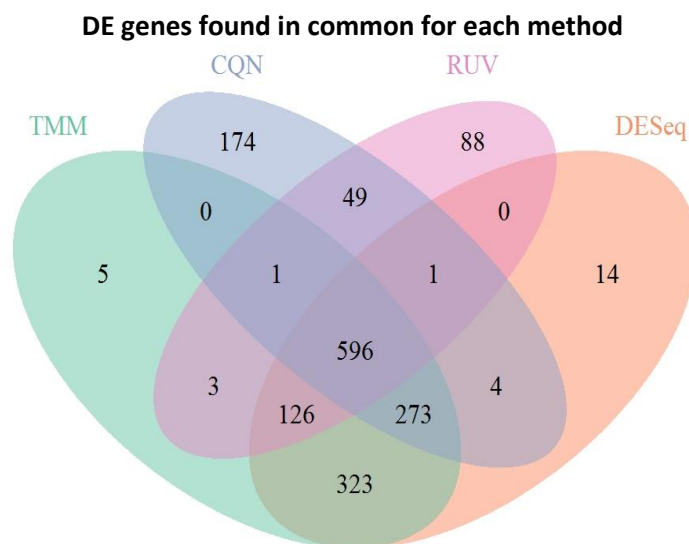 DE genes found in common for each method
CQN RUV
TMM DESeq
174 88
49
0 0
5 1 1 14
596
3 4
126 273
323